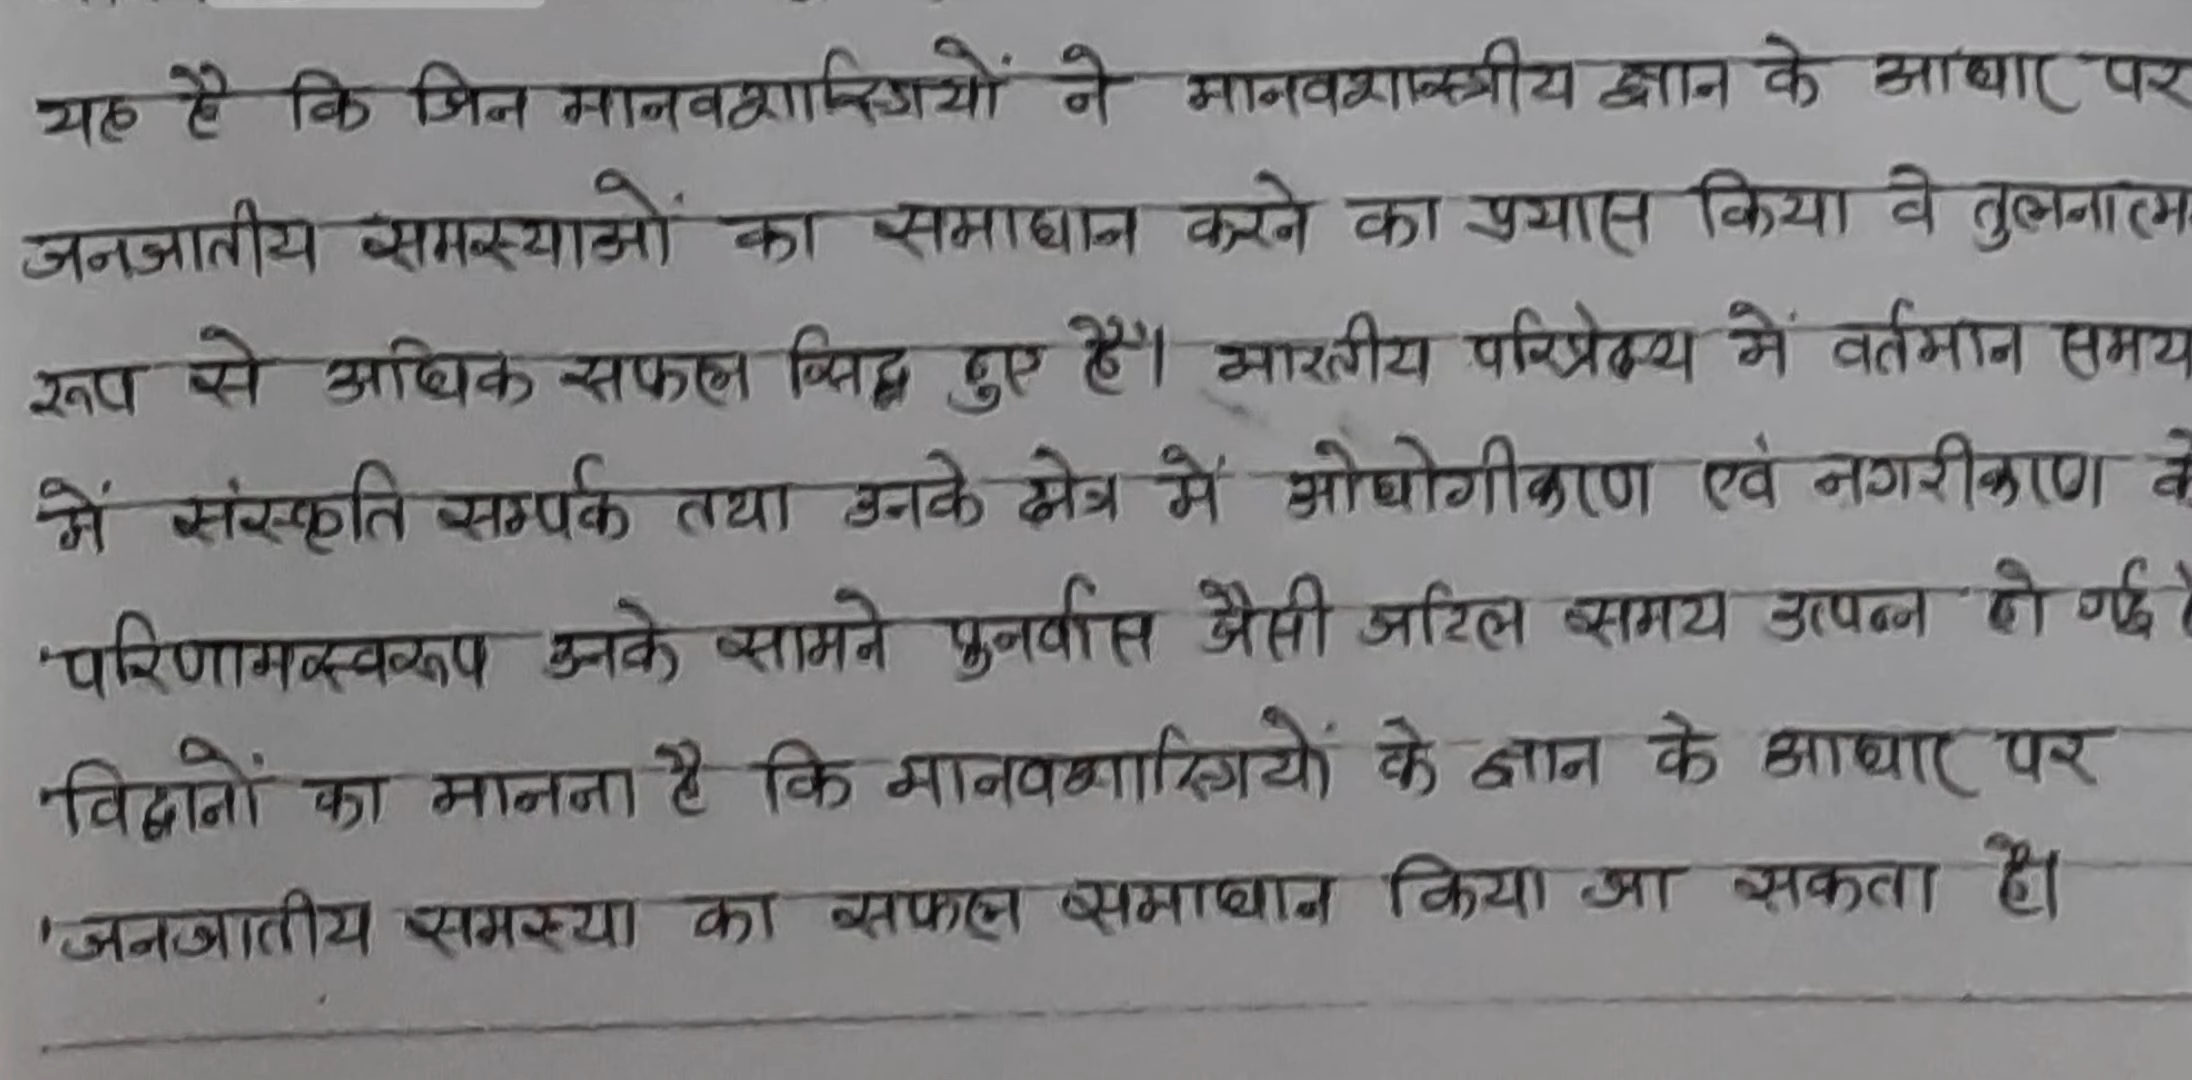 यह है कि जिन मानवशास्त्रियों ने मानवशास्त्रीय ज्ञान के आधार पर
जनजातीय समस्याओं का समाधान करने का प्रयास किया वे तुलनात्म
रूप से अधिक सफल सिद्ध हुए हैं। भारतीय परिप्रेक्ष्य में वर्तमान समय
में संस्कृति सम्पर्क तथा उनके क्षेत्र में औधोगीकरण एवं नगरीकरण के
परिणामस्वरूप उनके सामने पुनर्वास जैसी जटिल समय उत्पन्न हो गई
विद्वानों का मानना है कि मानवशास्त्रियों के ज्ञान के आधार पर
जनजातीय समस्या का सफल समाधान किया जा सकता है।